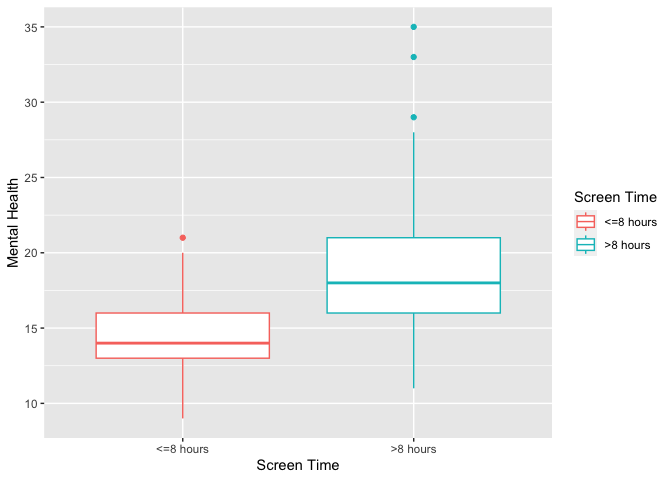 35
30
25
20
15
10
Mental Health
<=8 hours
>8 hours
Screen Time
Screen Time
<=8 hours
>8 hours